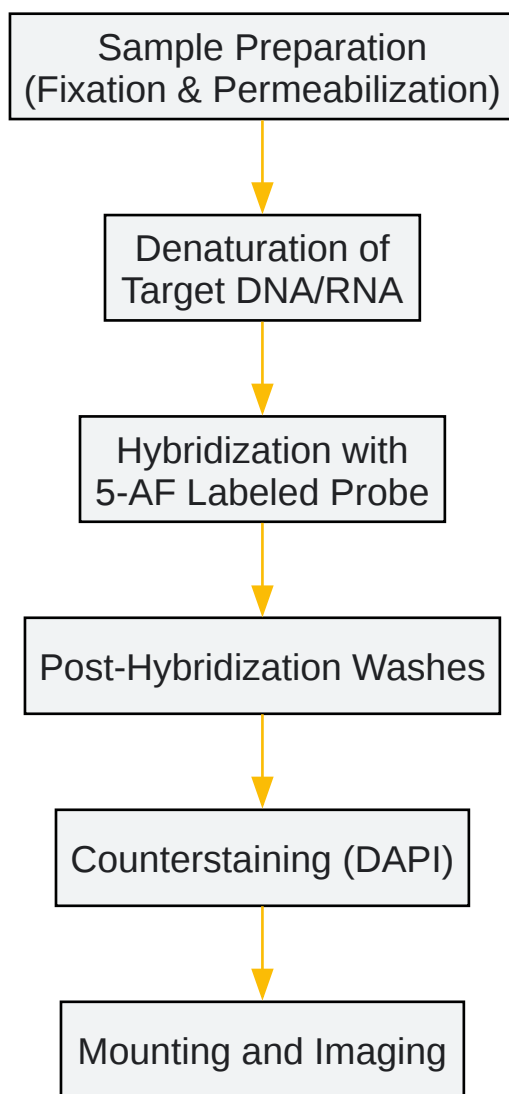 Sample Preparation
(Fixation & Permeabilization)
Denaturation of
Target DNA/RNA
Hybridization with
5-AF Labeled Probe
Post-Hybridization Washes
Counterstaining (DAPI)
Mounting and Imaging